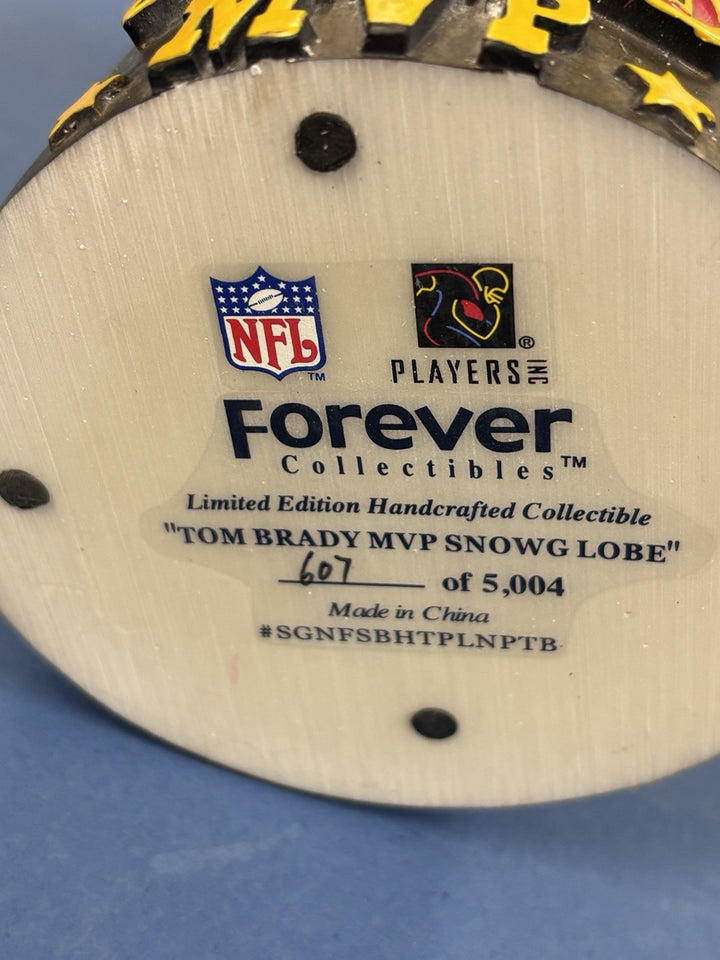 MVP
NFL
TM
PLAYERS INC ®
Forever
Collectibles™
Limited Edition Handcrafted Collectible
"TOM BRADY MVP SNOWG LOBE"
607 of 5,004
Made in China
#SGNFSBHTPLNPTB